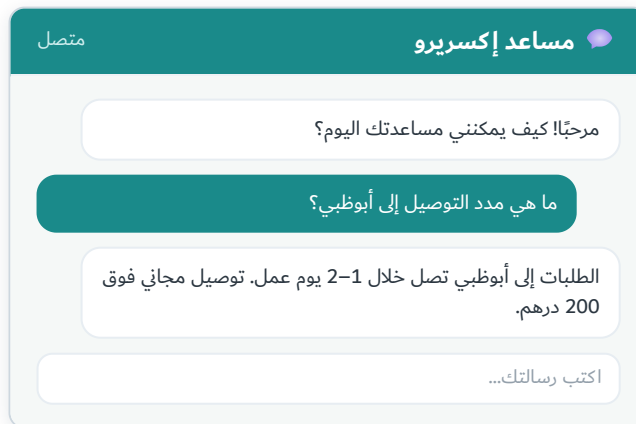 مساعد إكسريرو
متصل
مرحبًا! كيف يمكنني مساعدتك اليوم؟
ما هي مدد التوصيل إلى أبوظبي؟
الطلبات إلى أبوظبي تصل خلال 1–2 يوم عمل. توصيل مجاني فوق
200 درهم.
اكتب رسالتك...